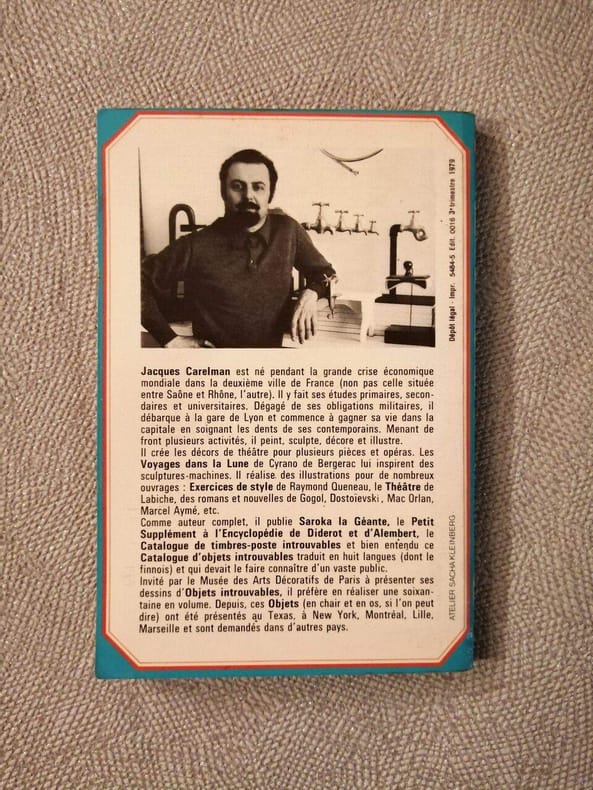 Dépôt légal - Impr. 5484-5 Edit. 0016 3e trimestre 1979
Jacques Carelman est né pendant la grande crise économique
mondiale dans la deuxième ville de France (non pas celle située
entre Saône et Rhône, l'autre). Il y fait ses études primaires, secon-
daires et universitaires. Dégagé de ses obligations militaires, il
débarque à la gare de Lyon et commence à gagner sa vie dans la
capitale en soignant les dents de ses contemporains. Menant de
front plusieurs activités, il peint, sculpte, décore et illustre.
Il crée les décors de théâtre pour plusieurs pièces et opéras. Les
Voyages dans la Lune de Cyrano de Bergerac lui inspirent des
sculptures-machines. Il réalise des illustrations pour de nombreux
ouvrages : Exercices de style de Raymond Queneau, le Théâtre de
Labiche, des romans et nouvelles de Gogol, Dostoïevski, Mac Orlan,
Marcel Aymé, etc.
Comme auteur complet, il publie Saroka la Géante, le Petit
Supplément à l'Encyclopédie de Diderot et d'Alembert, le
Catalogue de timbres-poste introuvables et bien entendu ce
Catalogue d'objets introuvables traduit en huit langues (dont le
finnois) et qui devait le faire connaître d'un vaste public.
Invité par le Musée des Arts Décoratifs de Paris à présenter ses
dessins d'Objets introuvables, il préfère en réaliser une soixan-
taine en volume. Depuis, ces Objets (en chair et en os, si l'on peut
dire) ont été présentés au Texas, à New York, Montréal, Lille,
Marseille et sont demandés dans d'autres pays.
ATELIER SACHA KLEINBERG